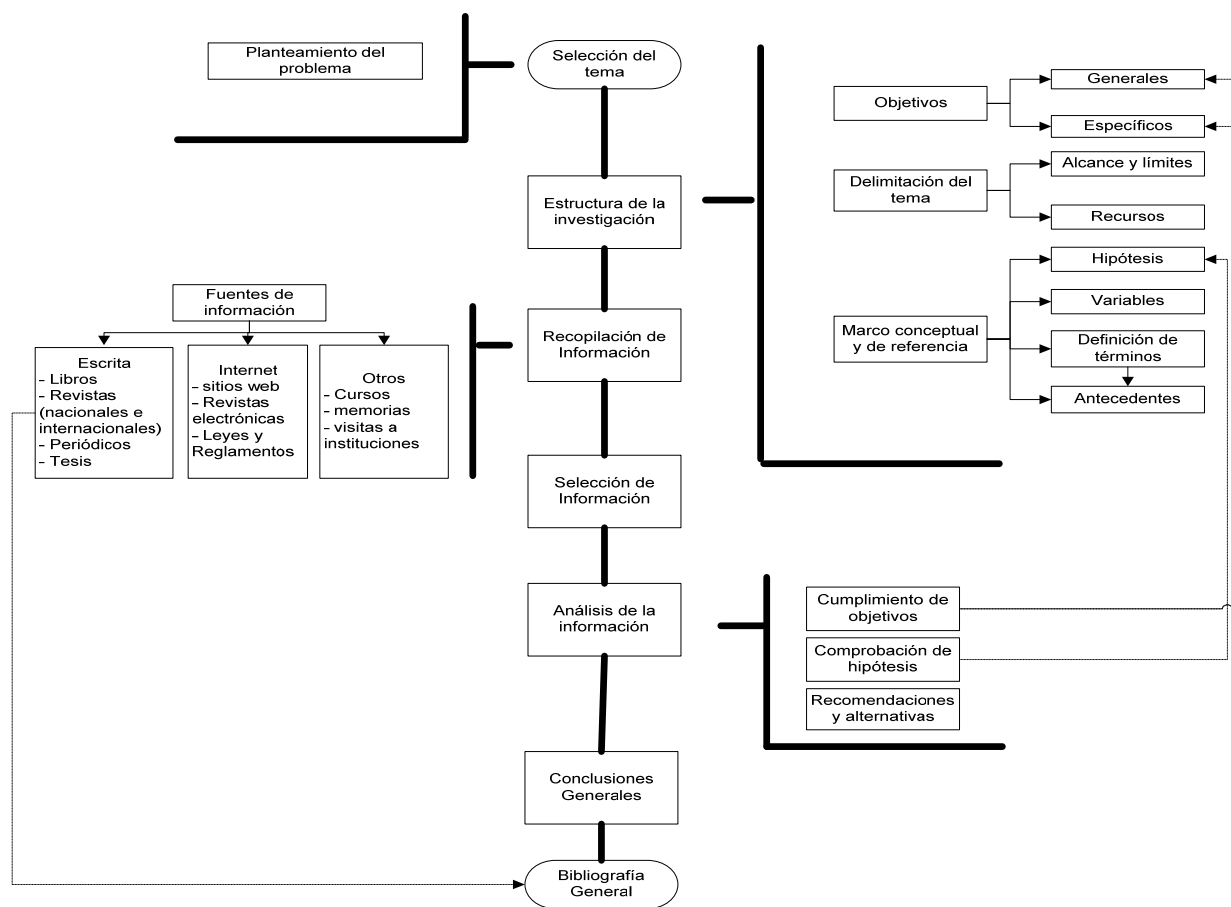 Planteamiento del
problema
Selección del
tema
Objetivos
Generales
Específicos
Delimitación del
tema
Alcance y límites
Recursos
Estructura de la
investigación
Marco conceptual
y de referencia
Hipótesis
Variables
Definición de
términos
Antecedentes
Fuentes de
información
Escrita
- Libros
- Revistas
(nacionales e
internacionales)
- Periódicos
- Tesis
Internet
- sitios web
- Revistas
electrónicas
- Leyes y
Reglamentos
Otros
- Cursos
- memorias
- visitas a
instituciones
Recopilación de
Información
Selección de
Información
Análisis de la
información
Cumplimiento de
objetivos
Comprobación de
hipótesis
Recomendaciones
y alternativas
Conclusiones
Generales
Bibliografía
General